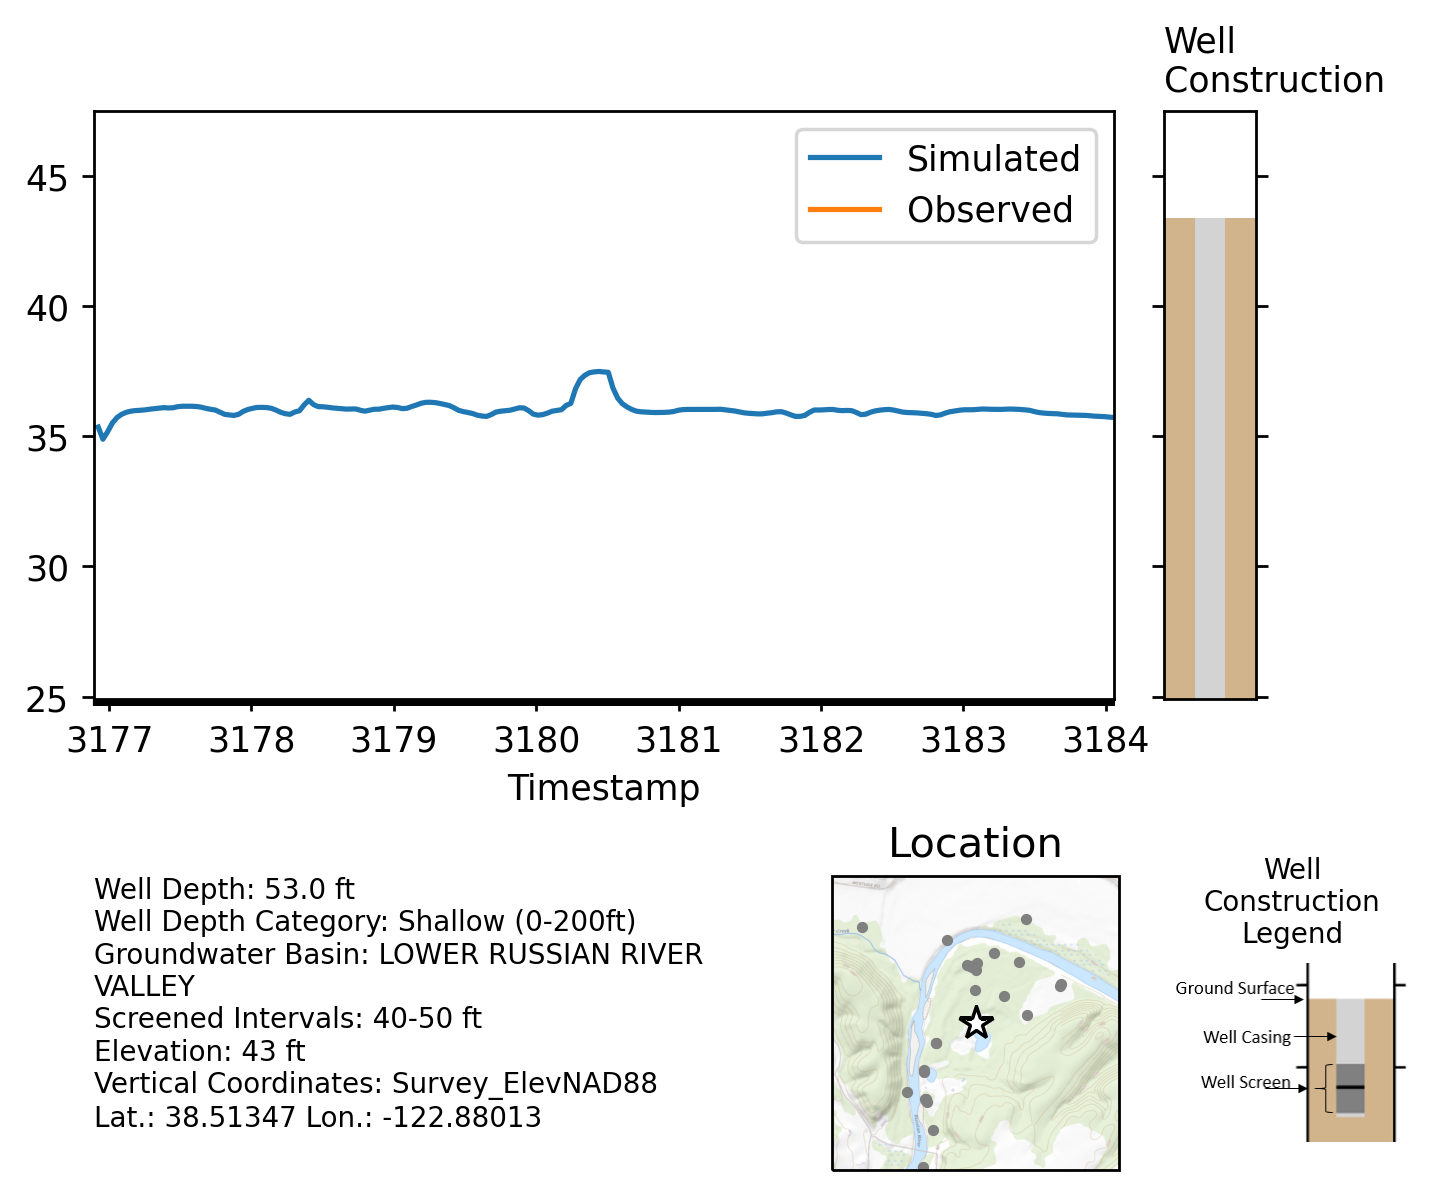 Well
Construction
Simulated
Observed
45
40
35
30
25
3177 3178 3179 3180 3181 3182 3183 3184
Timestamp
Well Depth: 53.0 ft
Well Depth Category: Shallow (0-200ft)
Groundwater Basin: LOWER RUSSIAN RIVER
VALLEY
Screened Intervals: 40-50 ft
Elevation: 43 ft
Vertical Coordinates: Survey_ElevNAD88
Lat.: 38.51347 Lon.: -122.88013
Location
Well
Construction
Legend
Ground Surface
Well Casing
Well Screen